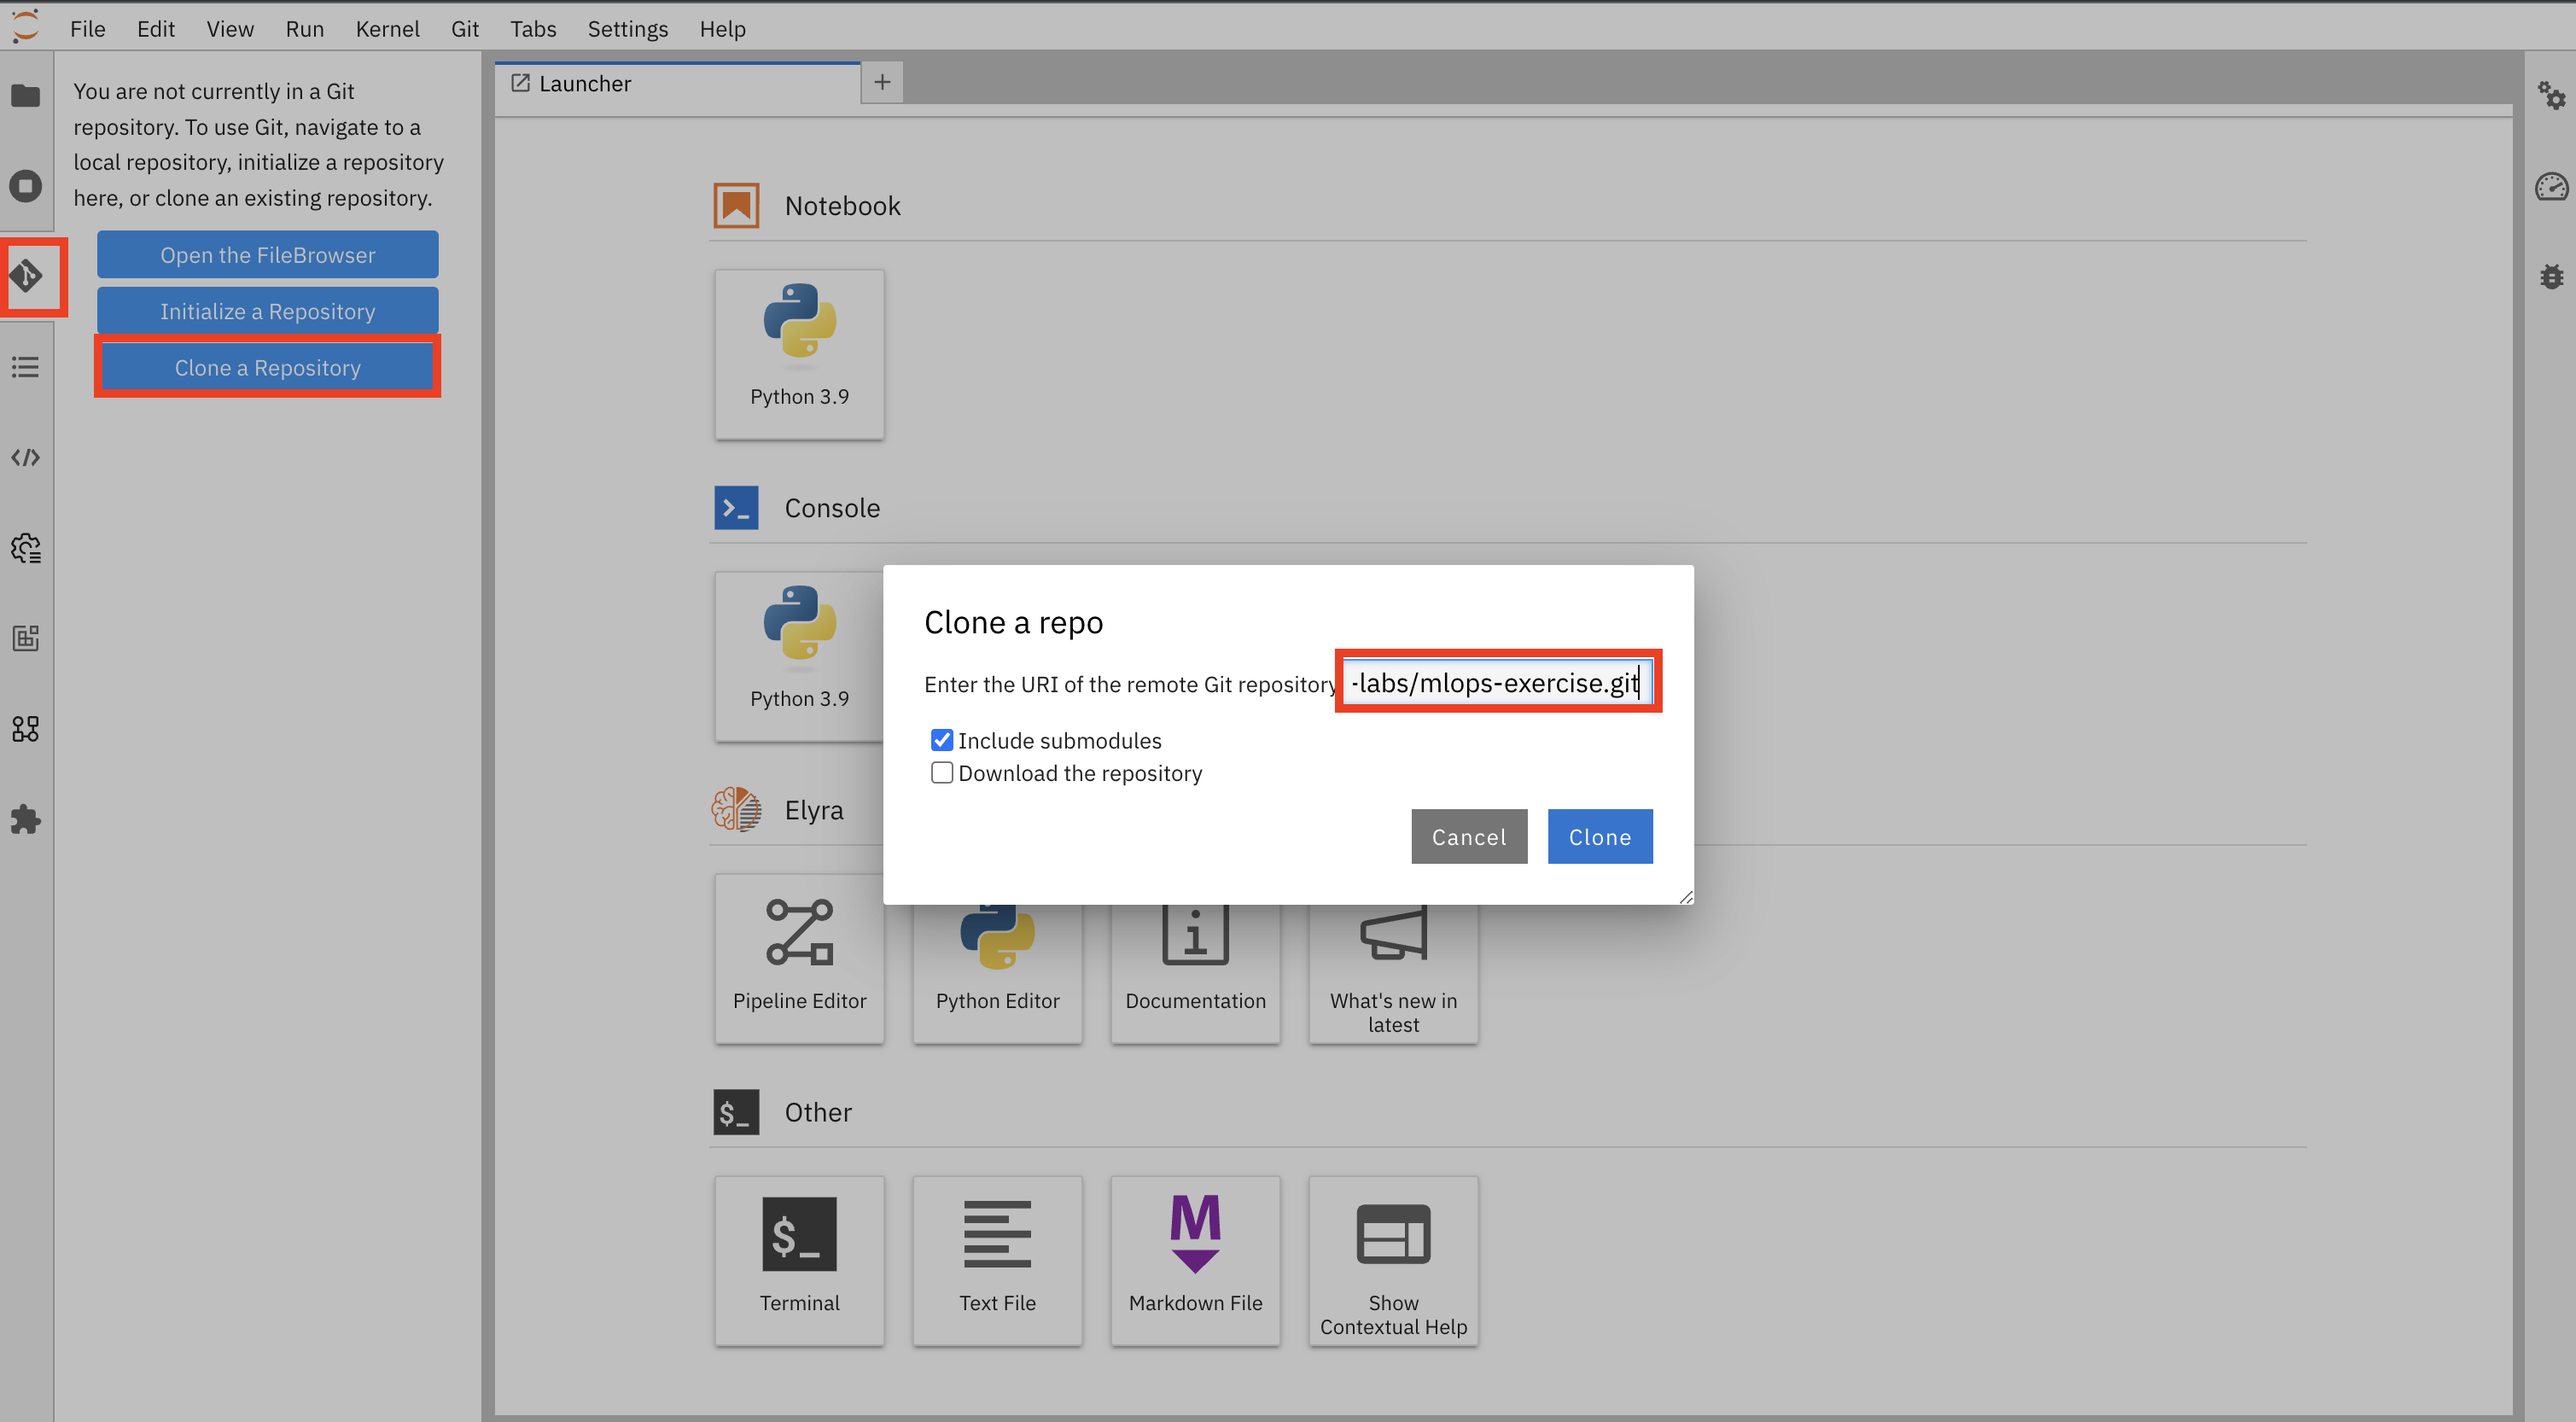 File Edit View Run Kernel Git Tabs Settings Help
You are not currently in a Git
repository. To use Git, navigate to a
local repository, initialize a repository
here, or clone an existing repository.
Open the FileBrowser
Initialize a Repository
Clone a Repository
Launcher
Notebook
Python 3.9
Console
>_
Python 3.9
Clone a repo
Enter the URI of the remote Git repository
-labs/mlops-exercise.git
Include submodules
Download the repository
Cancel
Clone
Elyra
Pipeline Editor
Python Editor
Documentation
What's new in
latest
$_
Other
$_
Terminal
Text File
M
Markdown File
Show
Contextual Help